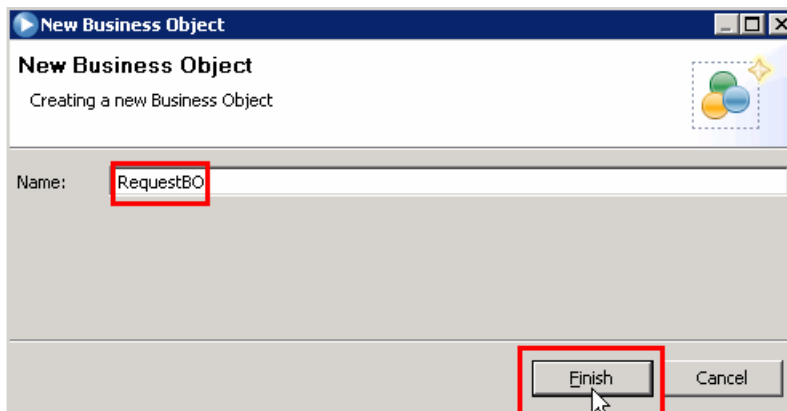 New Business Object
New Business Object
Creating a new Business Object
Name: RequestBO
Finish Cancel